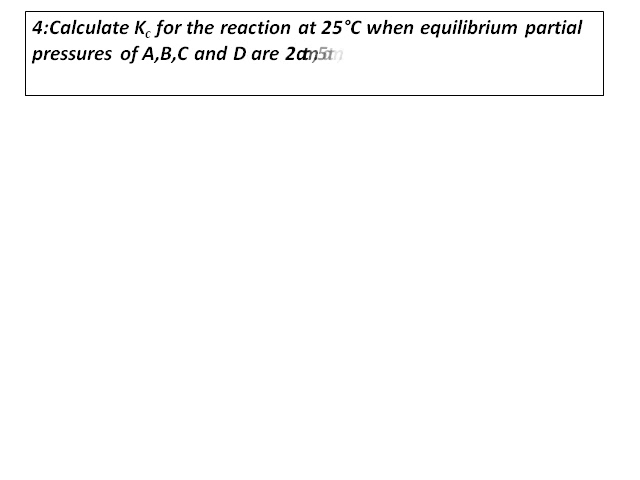 4:Calculate Kc for the reaction at 25°C when equilibrium partial
pressures of A,B,C and D are